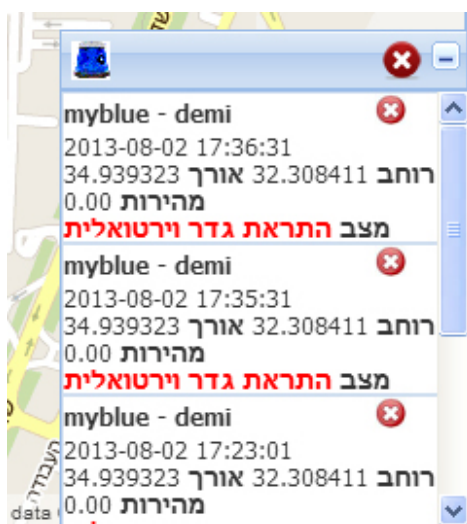 myblue - demi
2013-08-02 17:36:31
רוחב 32.308411 אורך 34.939323
מהירות 0.00
מצב התראת גדר וירטואלית
myblue - demi
2013-08-02 17:35:31
רוחב 32.308411 אורך 34.939323
מהירות 0.00
מצב התראת גדר וירטואלית
myblue - demi
2013-08-02 17:23:01
רוחב 32.308411 אורך 34.939323
מהירות 0.00
העבודה
data